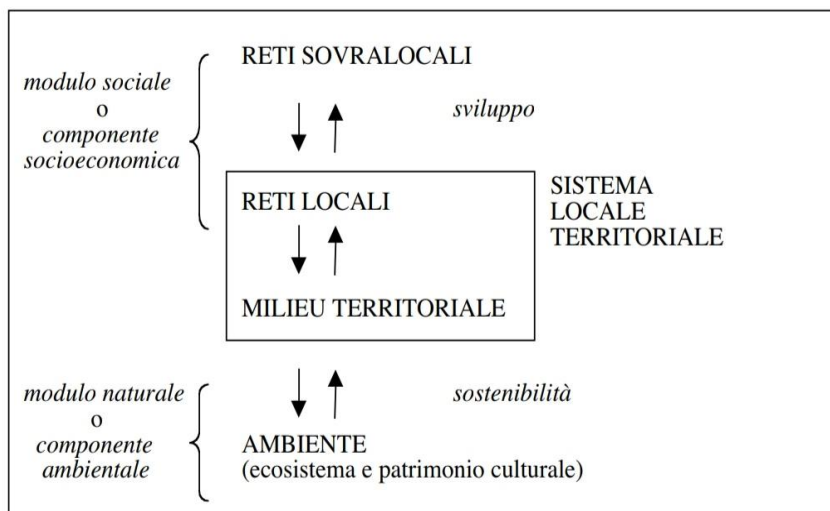 RETI SOVRALOCALI
modulo sociale
o
componente
socioeconomica
sviluppo
RETI LOCALI
SISTEMA
LOCALE
TERRITORIALE
MILIEU TERRITORIALE
modulo naturale
o
componente
ambientale
sostenibilità
AMBIENTE
(ecosistema e patrimonio culturale)